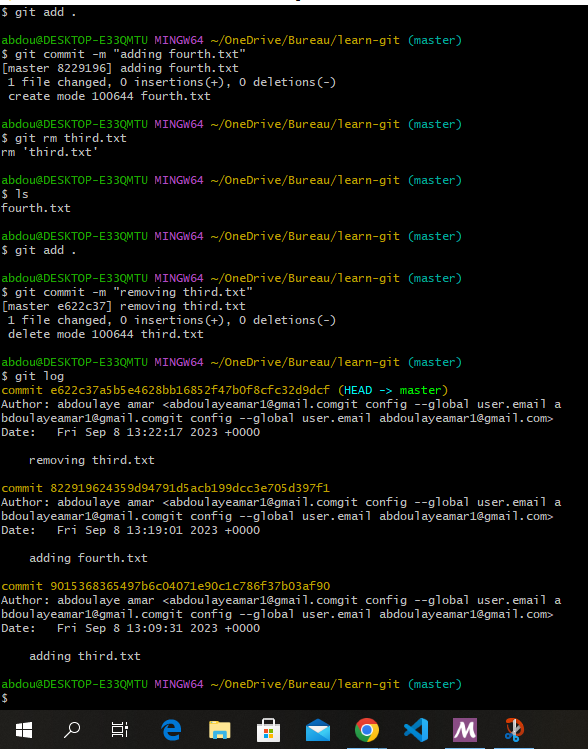 $ git add .
abdou@DESKTOP-E33QMTU MINGW64 ~/OneDrive/Bureau/learn-git (master)
$ git commit -m "adding fourth.txt"
[master 8229196] adding fourth.txt
 1 file changed, 0 insertions(+), 0 deletions(-)
 create mode 100644 fourth.txt
abdou@DESKTOP-E33QMTU MINGW64 ~/OneDrive/Bureau/learn-git (master)
$ git rm third.txt
rm 'third.txt'
abdou@DESKTOP-E33QMTU MINGW64 ~/OneDrive/Bureau/learn-git (master)
$ ls
fourth.txt
abdou@DESKTOP-E33QMTU MINGW64 ~/OneDrive/Bureau/learn-git (master)
$ git add .
abdou@DESKTOP-E33QMTU MINGW64 ~/OneDrive/Bureau/learn-git (master)
$ git commit -m "removing third.txt"
[master e622c37] removing third.txt
 1 file changed, 0 insertions(+), 0 deletions(-)
 delete mode 100644 third.txt
abdou@DESKTOP-E33QMTU MINGW64 ~/OneDrive/Bureau/learn-git (master)
$ git log
commit e622c37a5b5e4628bb16852f47b0f8cfc32d9dcf (HEAD -> master)
Author: abdoulaye amar <abdoulayeamar1@gmail.comgit config --global user.email a
bdoulayeamar1@gmail.comgit config --global user.email abdoulayeamar1@gmail.com>
Date:   Fri Sep 8 13:22:17 2023 +0000
    removing third.txt
commit 822919624359d94791d5acb199dcc3e705d397f1
Author: abdoulaye amar <abdoulayeamar1@gmail.comgit config --global user.email a
bdoulayeamar1@gmail.comgit config --global user.email abdoulayeamar1@gmail.com>
Date:   Fri Sep 8 13:19:01 2023 +0000
    adding fourth.txt
commit 9015368365497b6c04071e90c1c786f37b03af90
Author: abdoulaye amar <abdoulayeamar1@gmail.comgit config --global user.email a
bdoulayeamar1@gmail.comgit config --global user.email abdoulayeamar1@gmail.com>
Date:   Fri Sep 8 13:09:31 2023 +0000
    adding third.txt
abdou@DESKTOP-E33QMTU MINGW64 ~/OneDrive/Bureau/learn-git (master)
$